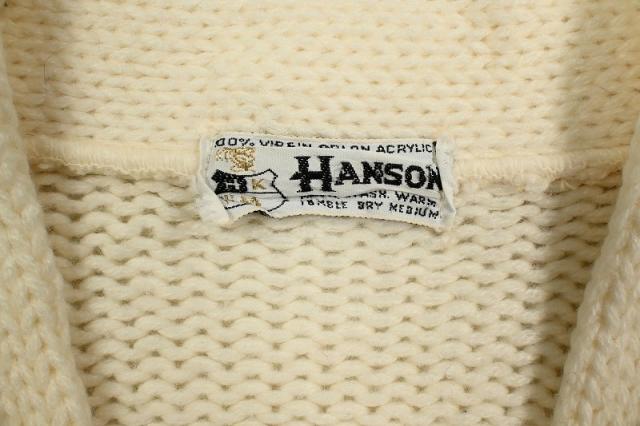 100% VIRGIN ORLON ACRYLIC
HANSON
K
WASH. WARM
TUMBLE DRY MEDIUM